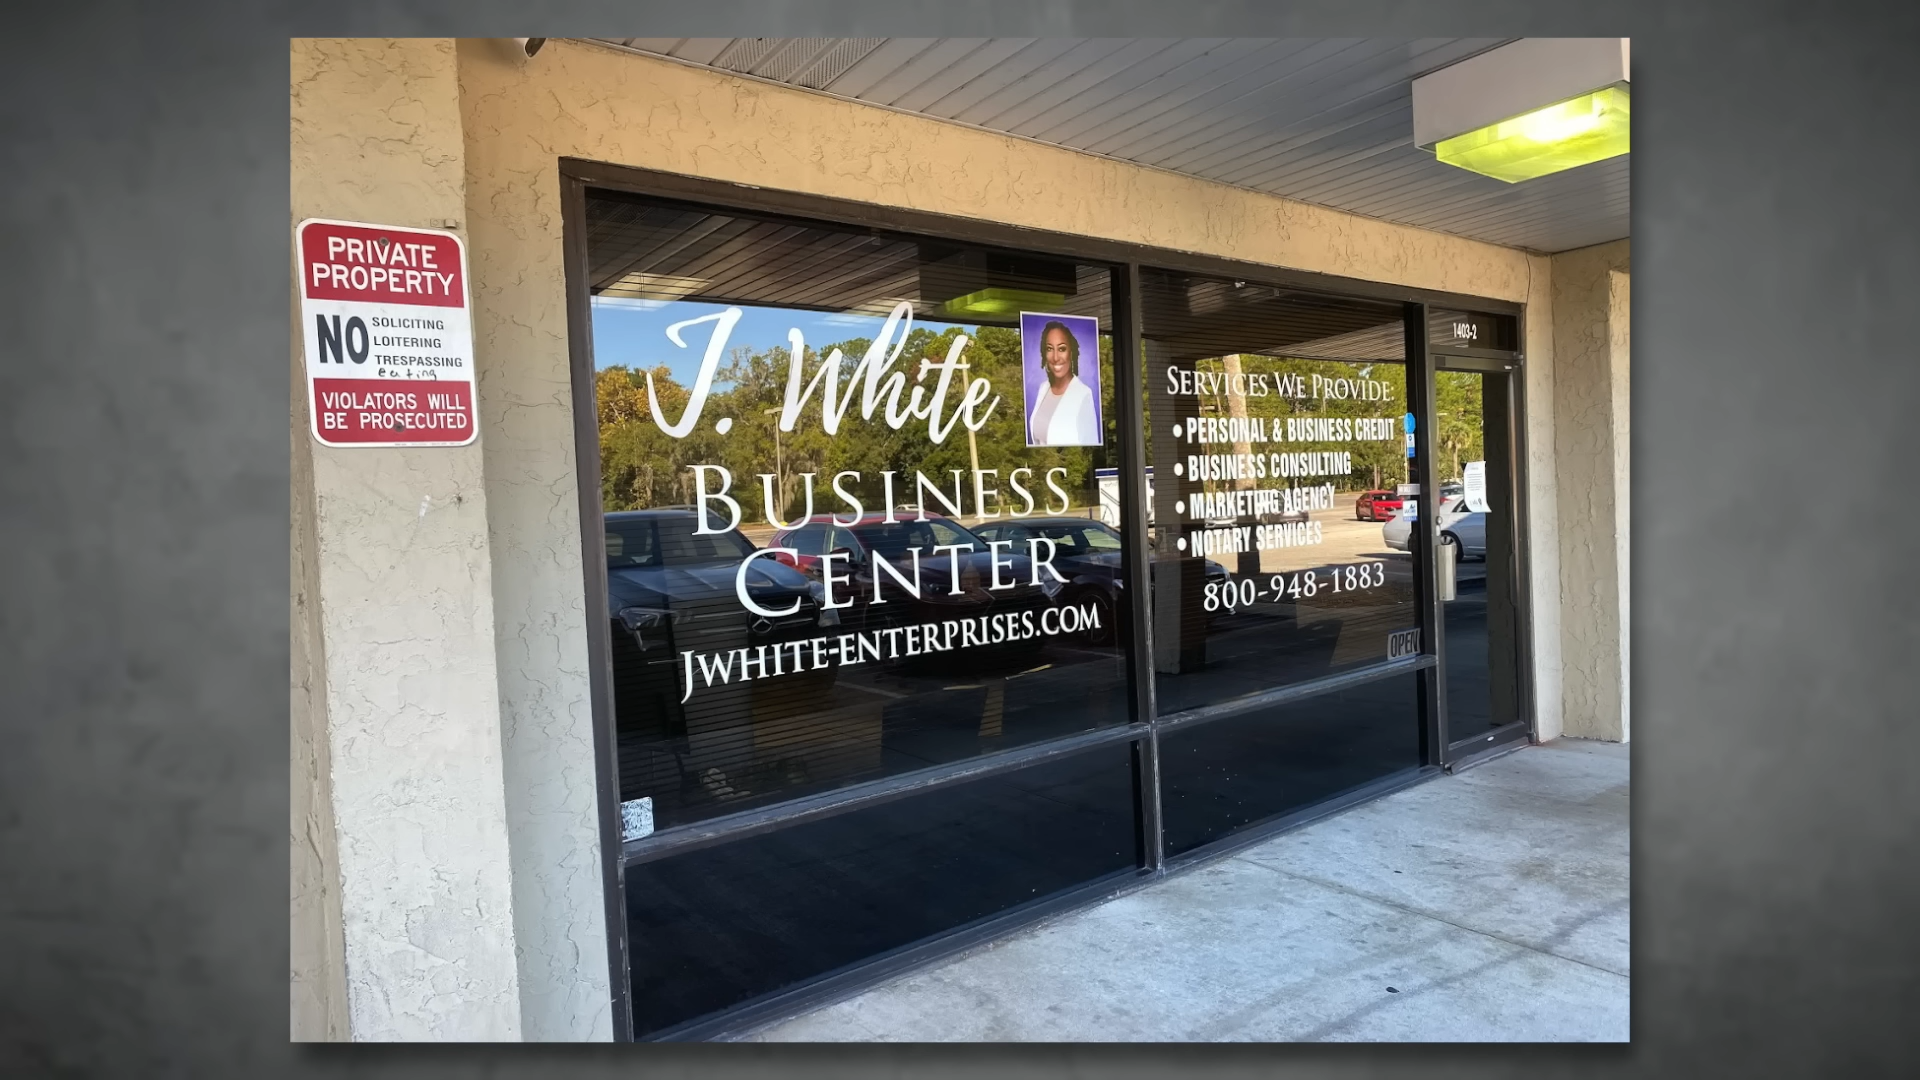 PRIVATE
PROPERTY
NO SOLICITING
LOITERING
TRESPASSING
eating
VIOLATORS WILL
BE PROSECUTED
J. White
BUSINESS
CENTER
JWHITE-ENTERPRISES.COM
SERVICES WE PROVIDE:
• PERSONAL & BUSINESS CREDIT
• BUSINESS CONSULTING
• MARKETING AGENCY
• NOTARY SERVICES
800-948-1883
OPEN
1403-2